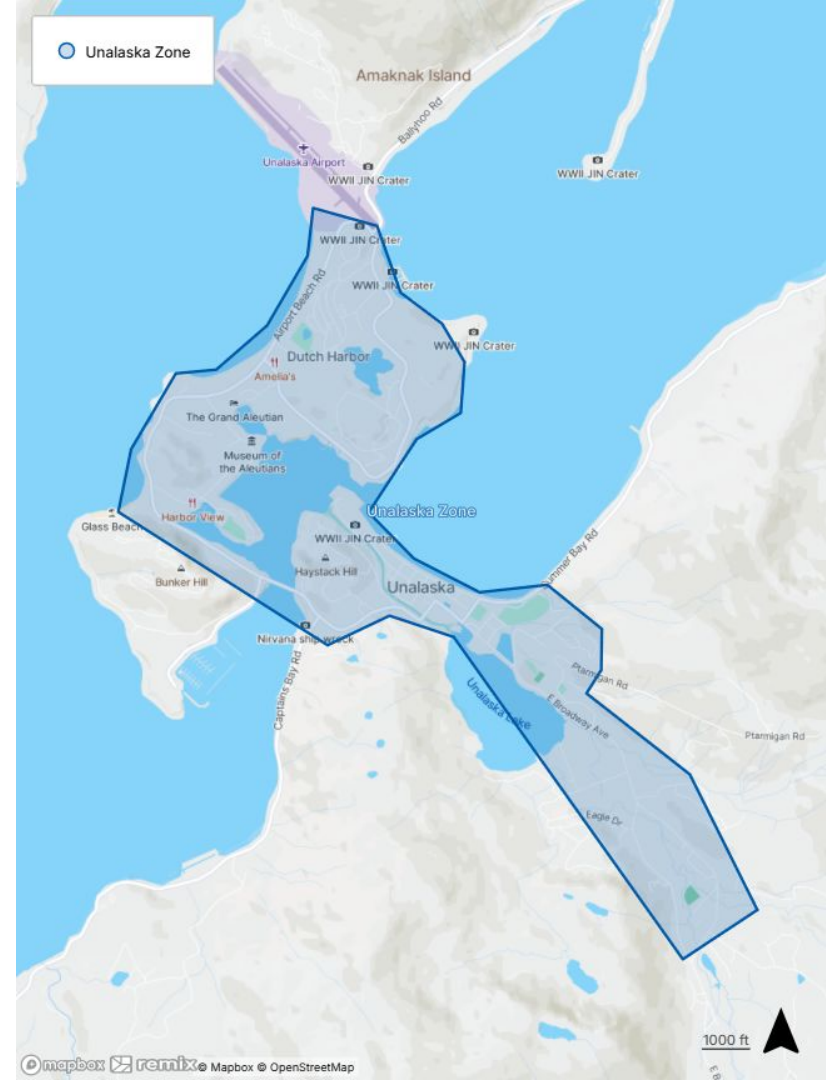 Unalaska Zone
Amaknak Island
Ballyhoo Rd
Unalaska Airport
WWII JIN Crater
WWII JIN Crater
WWII JIN Crater
WWII JIN Crater
Airport Beach Rd
WWII JIN Crater
Dutch Harbor
Amelia's
The Grand Aleutian
Museum of
the Aleutians
Harbor View
Unalaska Zone
Glass Beach
WWII JIN Crater
Haystack Hill
Bunker Hill
Unalaska
Summer Bay Rd
Nirvana ship wreck
Captains Bay Rd
Ptarmigan Rd
Unalaska Lake
E Broadway Ave
Ptarmigan Rd
Eagle Dr
1000 ft
mapbox remix © Mapbox © OpenStreetMap